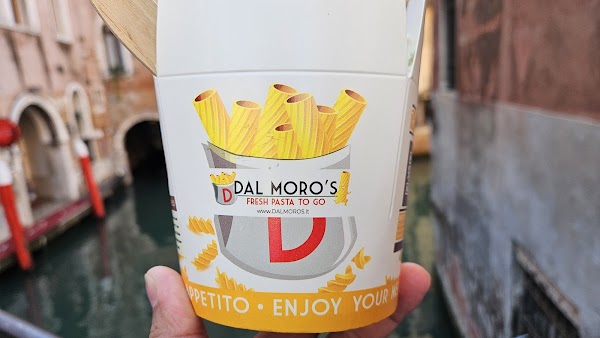 D DAL MORO'S
FRESH PASTA TO GO
www.DALMOROS.it
D
PPETITO • ENJOY YOUR